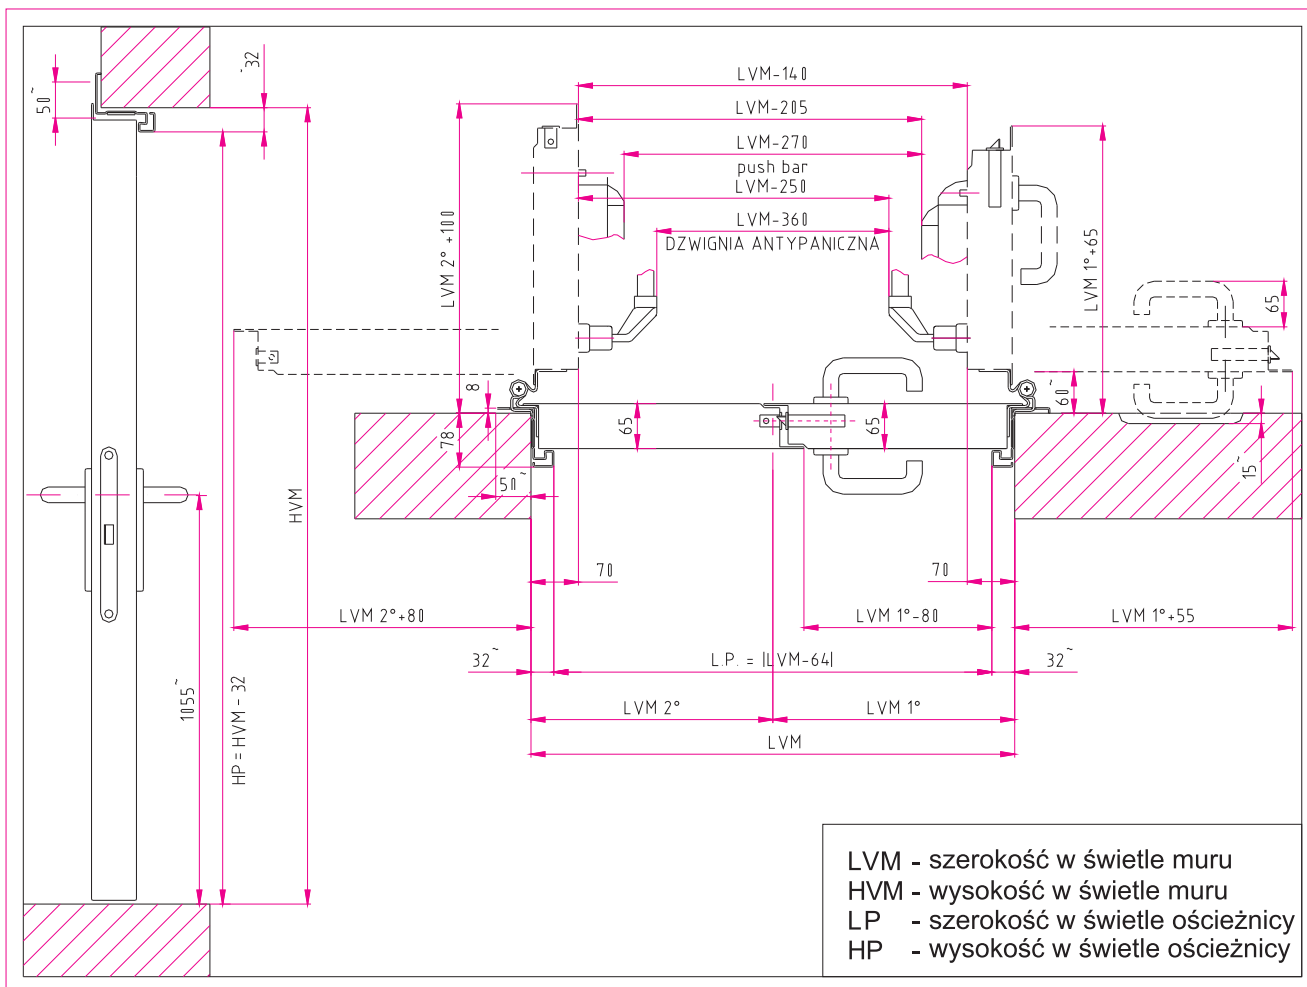 ~32
50~
LVM-140
LVM-205
LVM-270
push bar
LVM-250
LVM-360
DZWIGNIA ANTYPANICZNA
LVM 2° +100
LVM 1°+65
65
60~
8
78
65
65
50~
15~
HVM
70
70
LVM 2°+80
LVM 1°-80
LVM 1°+55
32~
L.P. = |LVM-64|
32~
1055~
HP = HVM - 32
LVM 2°
LVM 1°
LVM
LVM - szerokość w świetle muru
HVM - wysokość w świetle muru
LP - szerokość w świetle ościeżnicy
HP - wysokość w świetle ościeżnicy